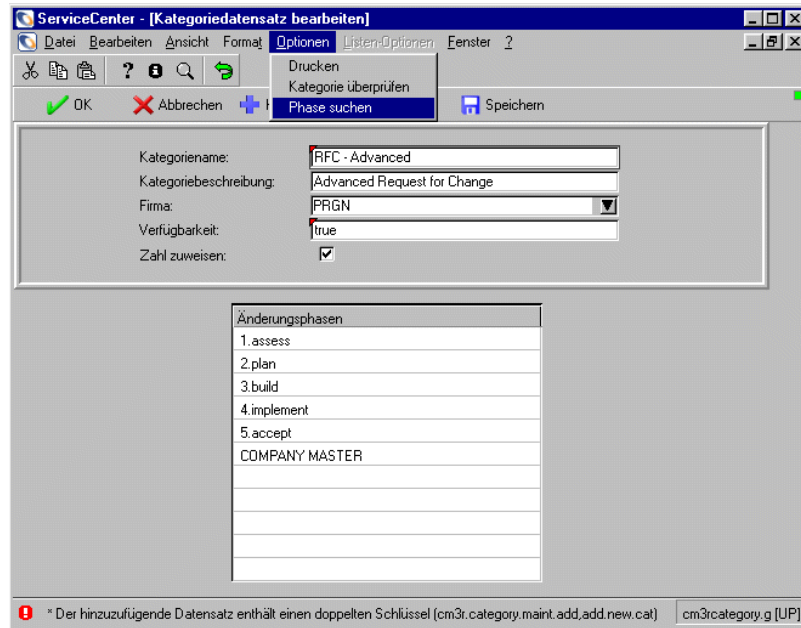 ServiceCenter - [Kategoriedatensatz bearbeiten]
Datei Bearbeiten Ansicht Format Optionen Listen-Optionen Fenster ?
Drucken
Kategorie überprüfen
Phase suchen
OK Abbrechen Speichern
Kategoriename: RFC - Advanced
Kategoriebeschreibung: Advanced Request for Change
Firma: PRGN
Verfügbarkeit: true
Zahl zuweisen:
Änderungsphasen
1.assess
2.plan
3.build
4.implement
5.accept
COMPANY MASTER
* Der hinzuzufügende Datensatz enthält einen doppelten Schlüssel (cm3r.category.maint.add,add.new.cat) cm3rcategory.g [UP]